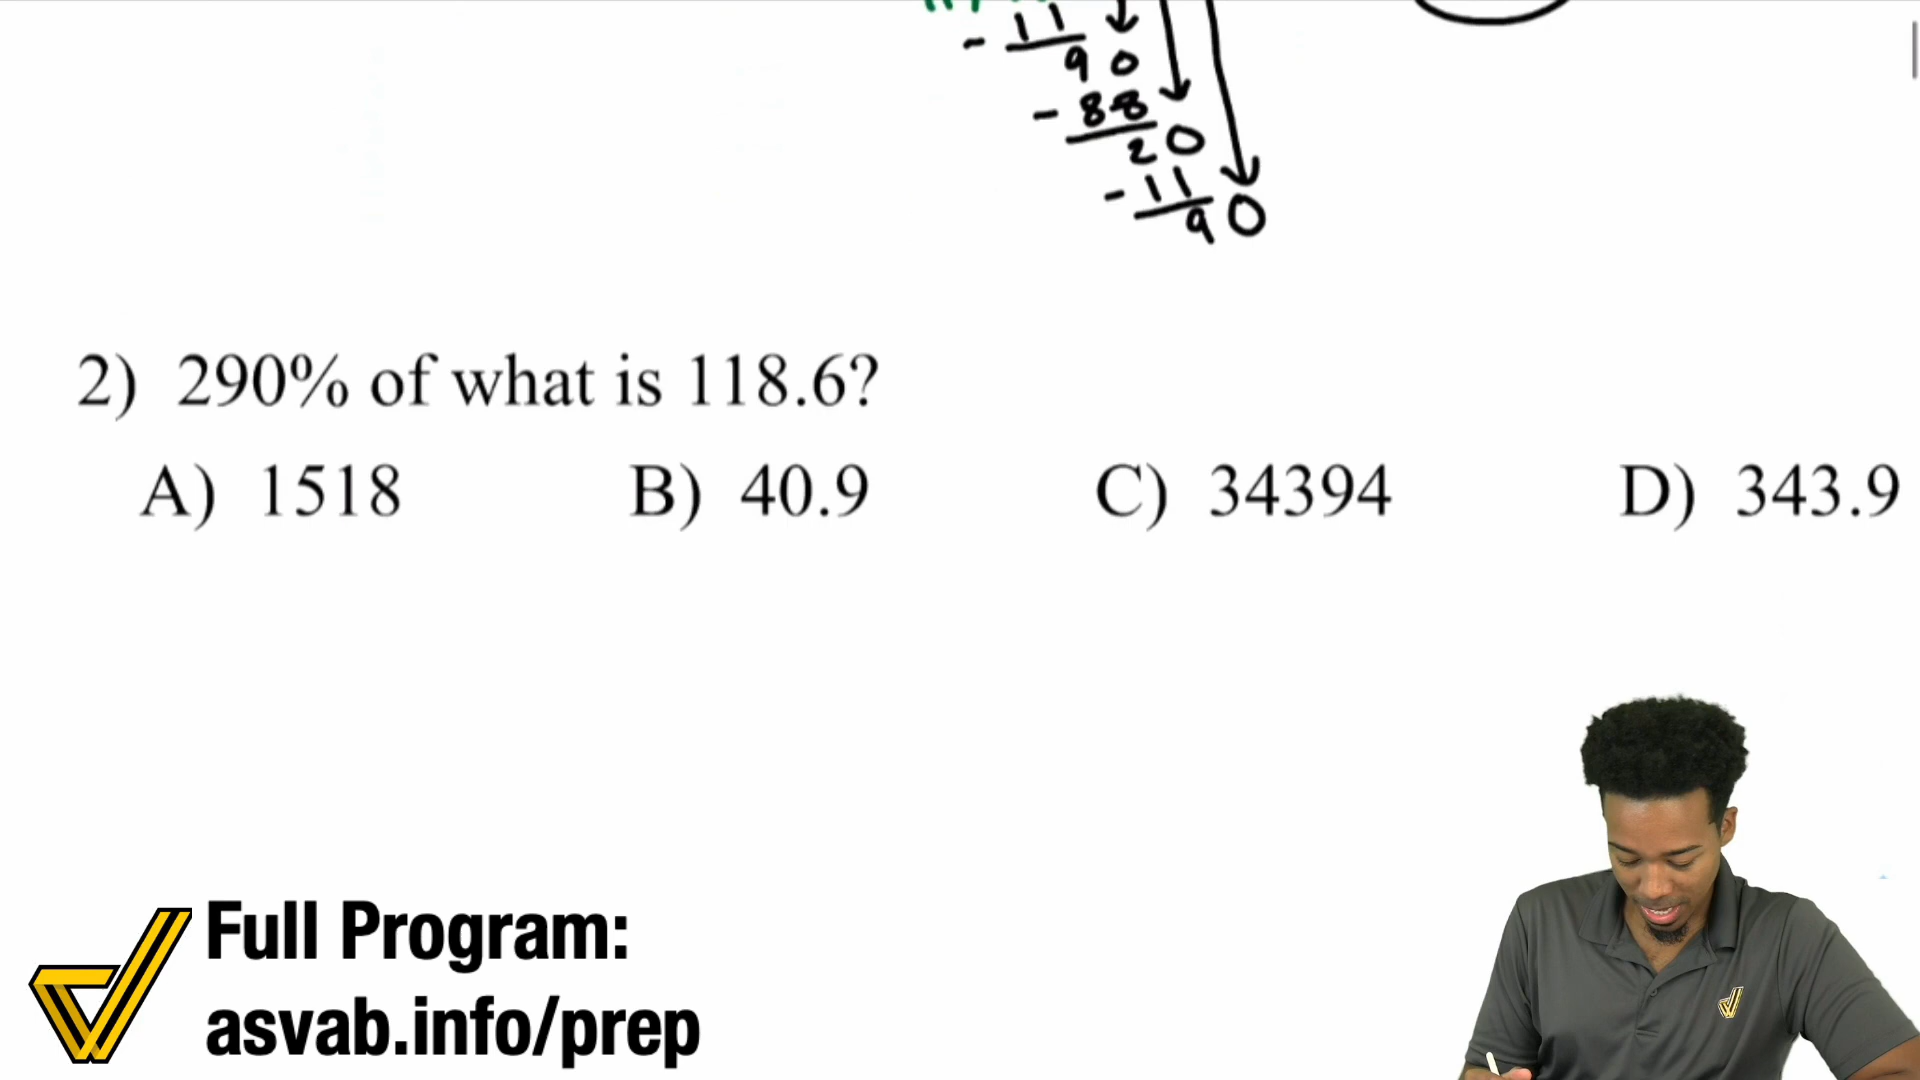 - 11
90
- 88
20
- 11
90
2) 290% of what is 118.6?
A) 1518 B) 40.9 C) 34394 D) 343.9
Full Program:
asvab.info/prep